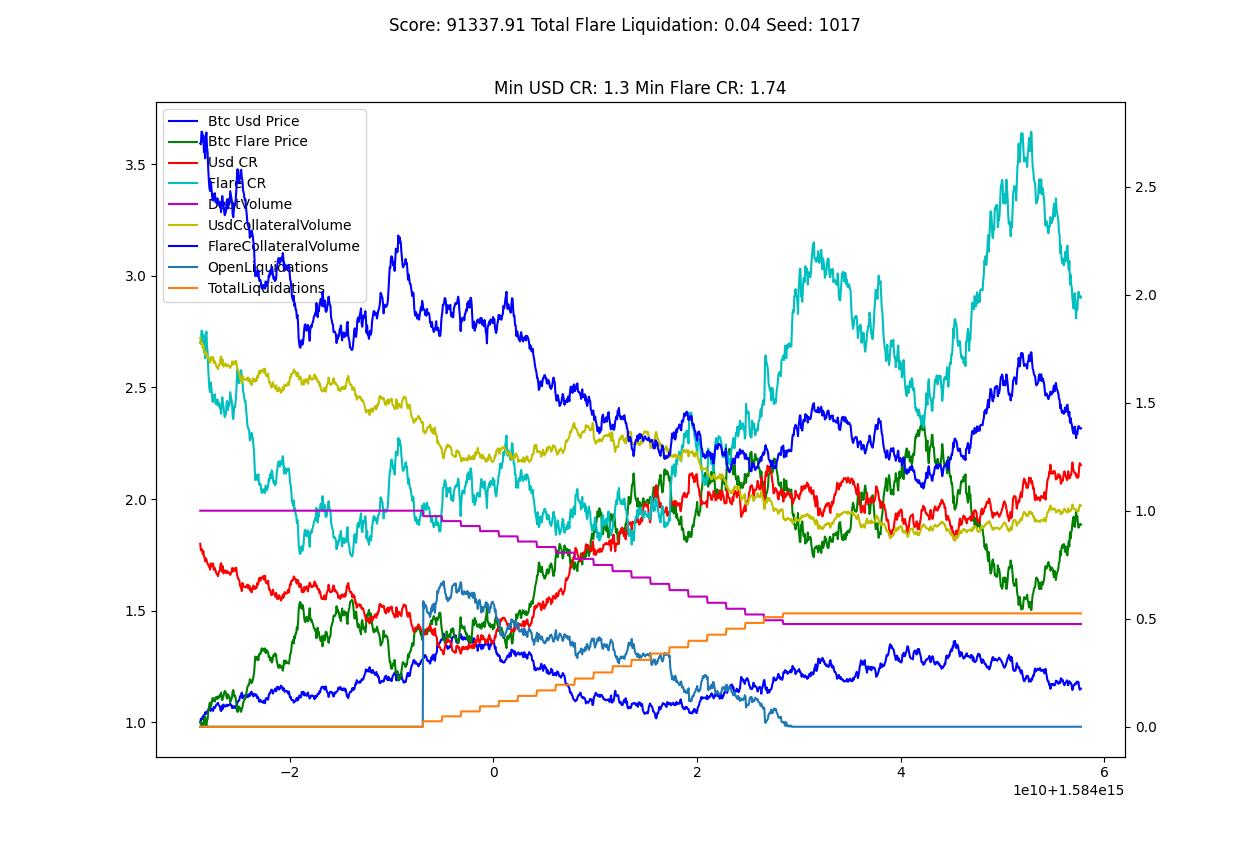 Score: 91337.91 Total Flare Liquidation: 0.04 Seed: 1017
Min USD CR: 1.3 Min Flare CR: 1.74
Btc Usd Price
Btc Flare Price
Usd CR
Flare CR
DebtVolume
UsdCollateralVolume
FlareCollateralVolume
OpenLiquidations
TotalLiquidations
3.5
3.0
2.5
2.0
1.5
1.0
2.5
2.0
1.5
1.0
0.5
0.0
−2
0
2
4
6
1e10+1.584e15